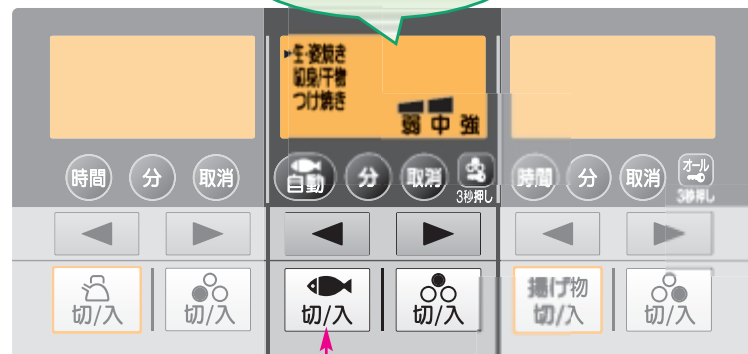 生・姿焼き
切身/干物
つけ焼き
弱 中 強
時間 分 取消
自動 分 取消
3秒押し
時間 分 取消 オール
3秒押し
切/入 切/入
切/入 切/入
揚げ物
切/入 切/入